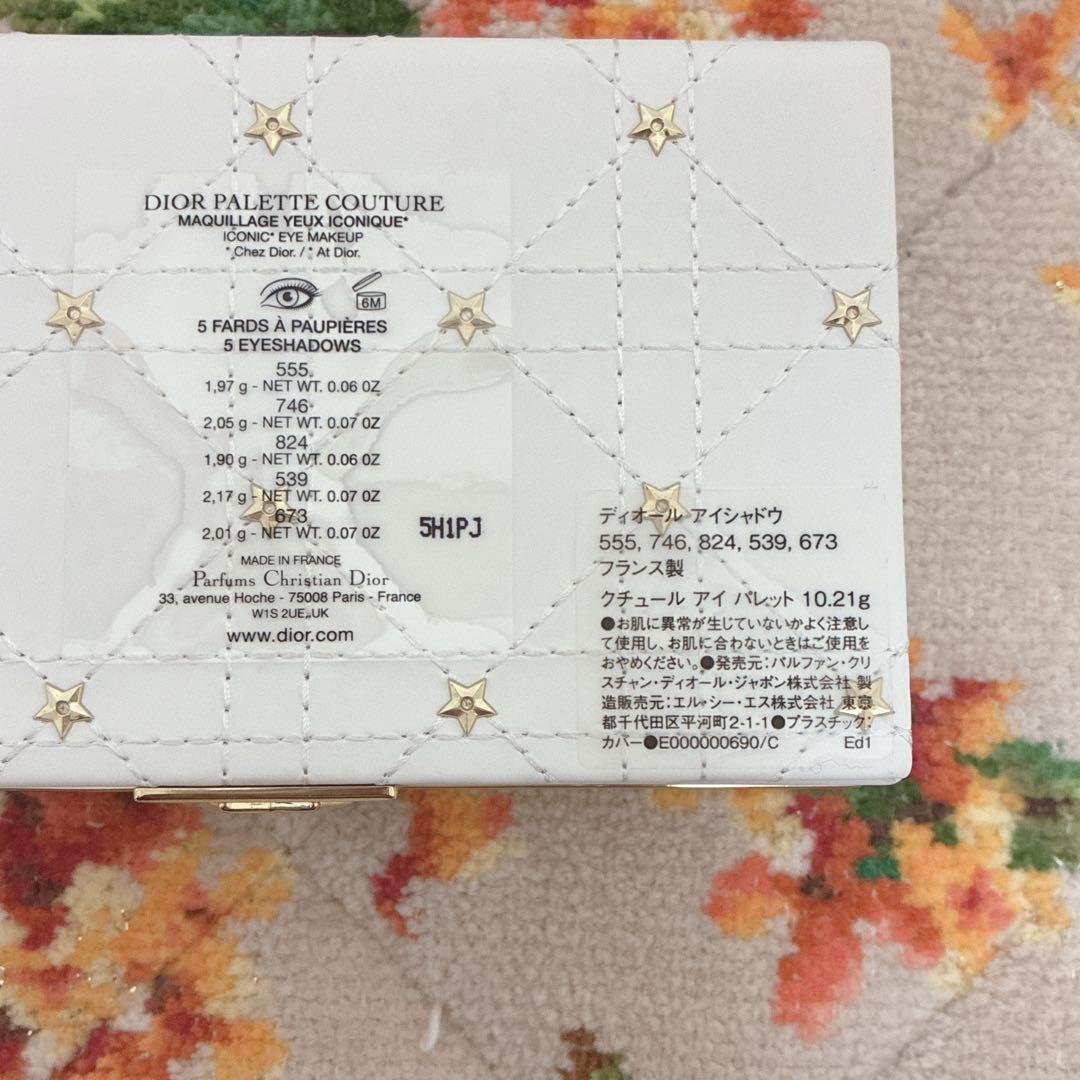 DIOR PALETTE COUTURE
MAQUILLAGE YEUX ICONIQUE*
ICONIC* EYE MAKEUP
* Chez Dior. / * At Dior.
6M
5 FARDS À PAUPIÈRES
5 EYESHADOWS
555
1,97 g - NET WT. 0.06 OZ
746
2,05 g - NET WT. 0.07 OZ
824
1,90 g - NET WT. 0.06 OZ
539
2,17 g - NET WT. 0.07 OZ
673
2,01 g - NET WT. 0.07 OZ
5H1PJ
MADE IN FRANCE
Parfums Christian Dior
33, avenue Hoche - 75008 Paris - France
W1S 2UE, UK
www.dior.com
ディオール アイシャドウ
555, 746, 824, 539, 673
フランス製
クチュール アイ パレット 10.21g
●お肌に異常が生じていないかよく注意し
て使用し、お肌に合わないときはご使用を
おやめください。●発売元：パルファン・クリ
スチャン・ディオール・ジャポン株式会社 製
造販売元：エル・シー・エス株式会社 東京
都千代田区平河町2-1-1●プラスチック：
カバー●E000000690/C Ed1